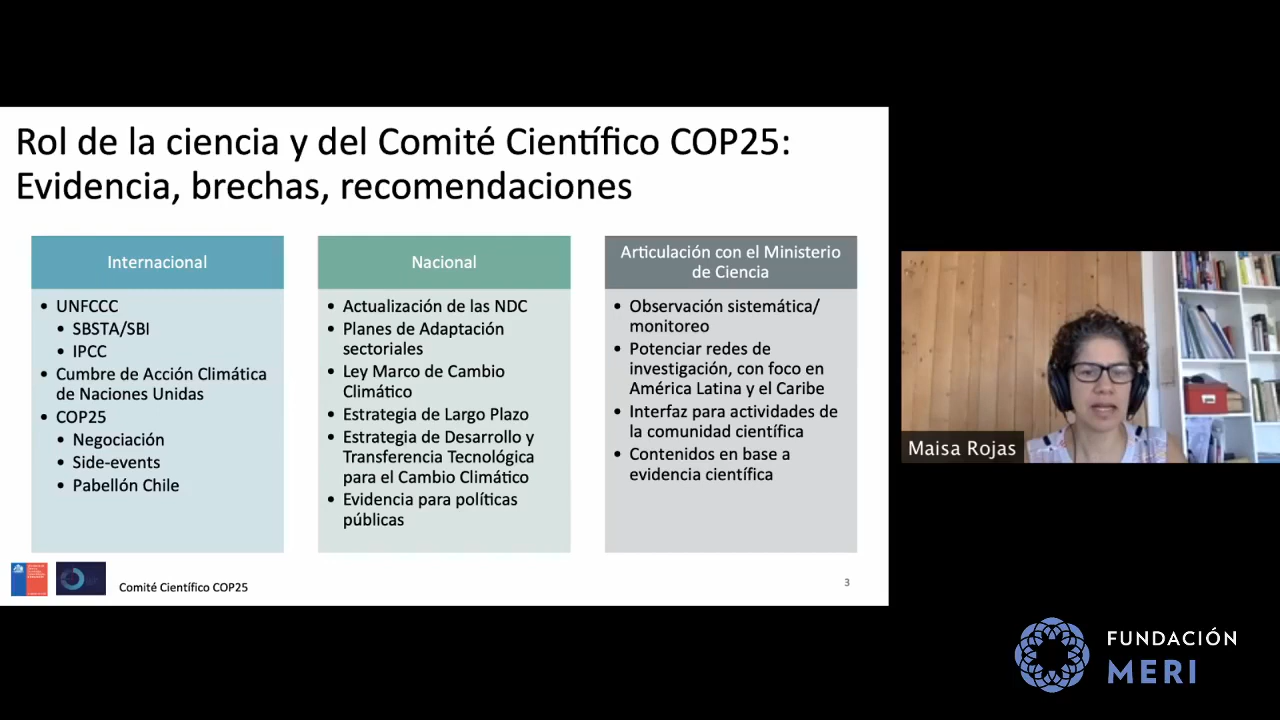 Rol de la ciencia y del Comité Científico COP25:
Evidencia, brechas, recomendaciones
Internacional
• UNFCCC
• SBSTA/SBI
• IPCC
• Cumbre de Acción Climática
de Naciones Unidas
• COP25
• Negociación
• Side-events
• Pabellón Chile
Nacional
• Actualización de las NDC
• Planes de Adaptación
sectoriales
• Ley Marco de Cambio
Climático
• Estrategia de Largo Plazo
• Estrategia de Desarrollo y
Transferencia Tecnológica
para el Cambio Climático
• Evidencia para políticas
públicas
Articulación con el Ministerio
de Ciencia
• Observación sistemática/
monitoreo
• Potenciar redes de
investigación, con foco en
América Latina y el Caribe
• Interfaz para actividades de
la comunidad científica
• Contenidos en base a
evidencia científica
Comité Científico COP25
3
Maisa Rojas
FUNDACIÓN
MERI